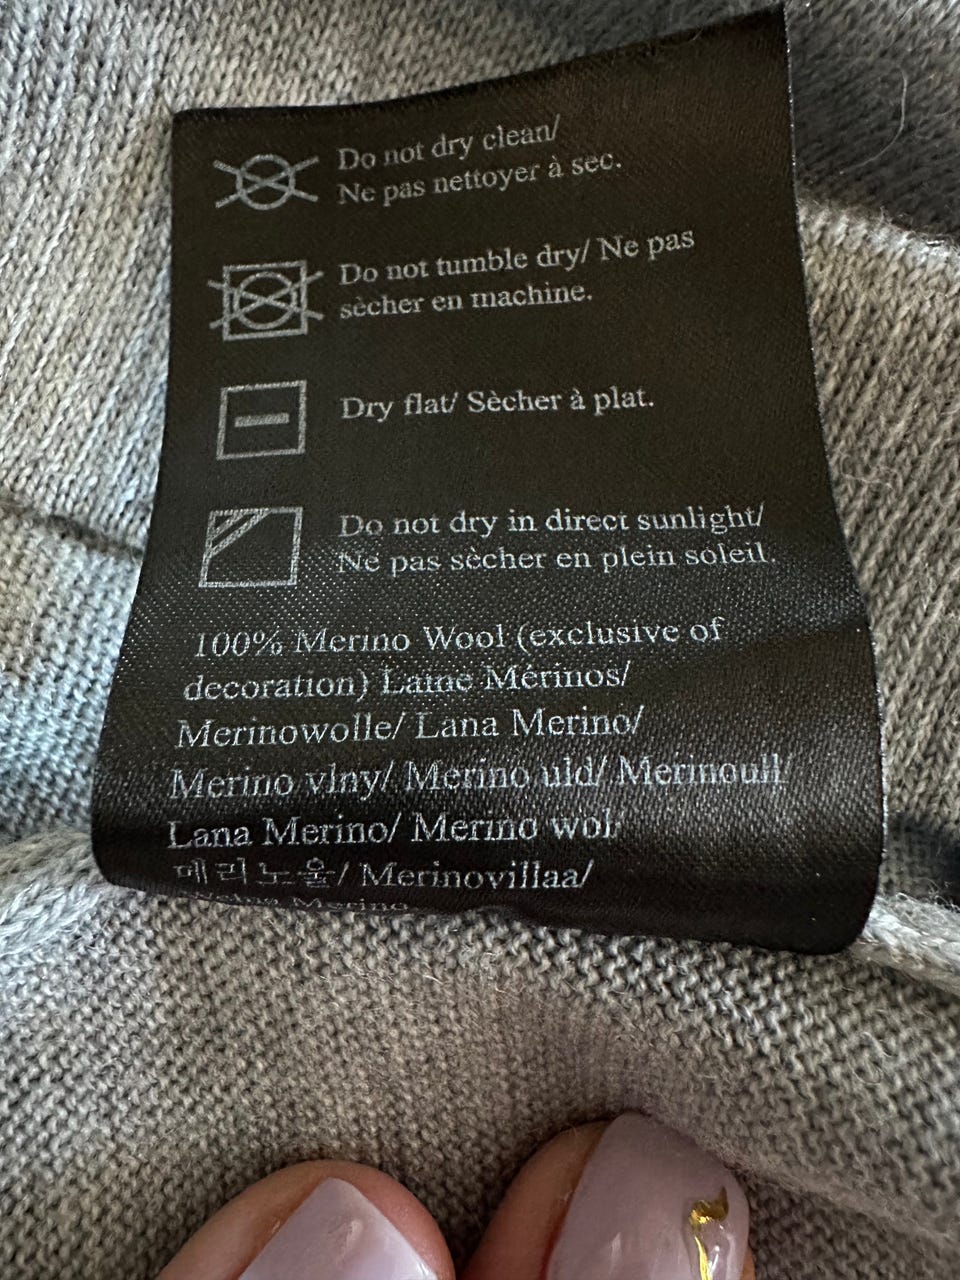 Do not dry clean/
Ne pas nettoyer à sec.
Do not tumble dry/ Ne pas
sècher en machine.
Dry flat/ Sècher à plat.
Do not dry in direct sunlight/
Ne pas sècher en plein soleil.
100% Merino Wool (exclusive of
decoration) Laine Mérinos/
Merinowolle/ Lana Merino/
Merino vlny/ Merino uld/ Merinoull/
Lana Merino/ Merino wol/
메리노울/ Merinovillaa/
Merino